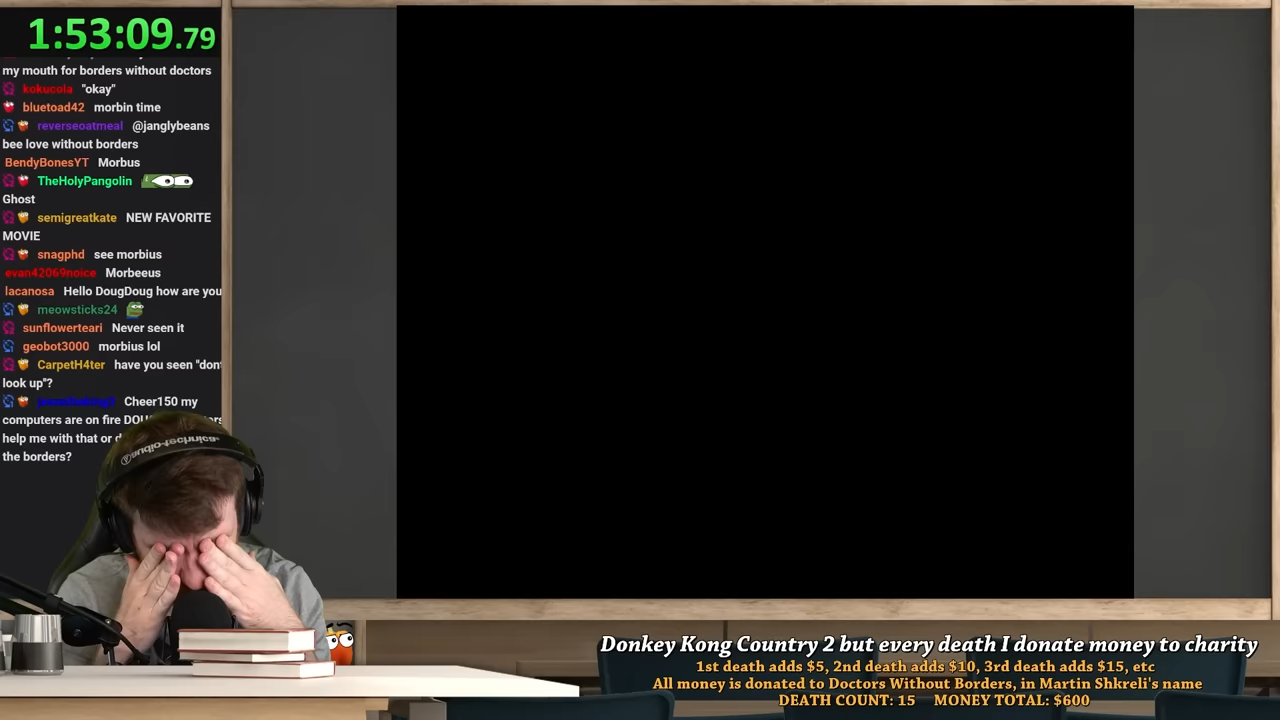 1:53:09.79
my mouth for borders without doctors
kokucola "okay"
bluetoad42 morbin time
reverseoatmeal @janglybeans
bee love without borders
BendyBonesYT Morbus
TheHolyPangolin
Ghost
semigreatkate NEW FAVORITE
MOVIE
snagphd see morbius
evan42069noice Morbeeus
lacanosa Hello DougDoug how are you
meowsticks24
sunflowerteari Never seen it
geobot3000 morbius lol
CarpetH4ter have you seen "dont
look up"?
Cheer150 my
computers are on fire
help me with that or
the borders?
audio-technica
Donkey Kong Country 2 but every death I donate money to charity
1st death adds $5, 2nd death adds $10, 3rd death adds $15, etc
All money is donated to Doctors Without Borders, in Martin Shkreli's name
DEATH COUNT: 15 MONEY TOTAL: $600